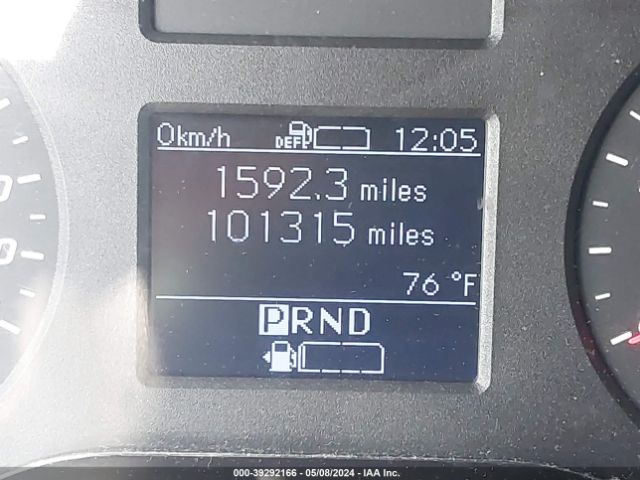 0km/h DEF 12:05
1592.3 miles
101315 miles
76 °F
PRND
000-39292166 - 05/08/2024 - IAA Inc.